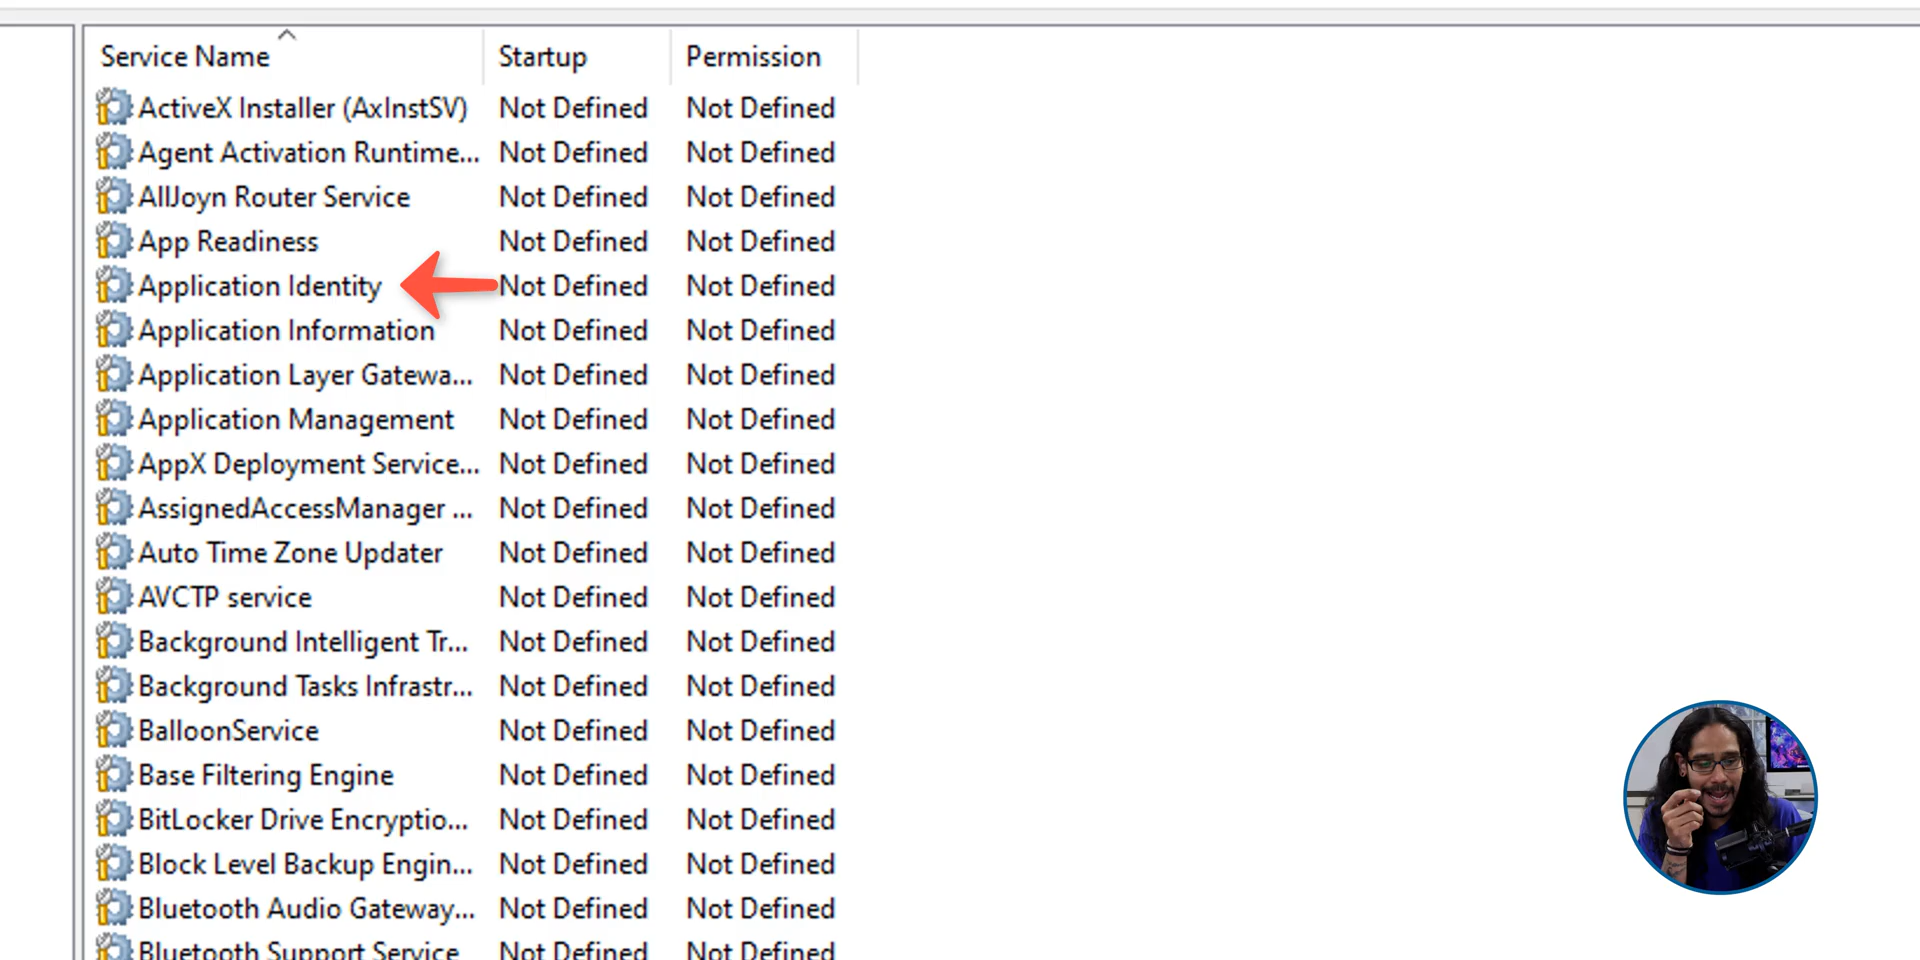 Service Name Startup Permission
ActiveX Installer (AxInstSV) Not Defined Not Defined
Agent Activation Runtime... Not Defined Not Defined
AllJoyn Router Service Not Defined Not Defined
App Readiness Not Defined Not Defined
Application Identity Not Defined Not Defined
Application Information Not Defined Not Defined
Application Layer Gatewa... Not Defined Not Defined
Application Management Not Defined Not Defined
AppX Deployment Service... Not Defined Not Defined
AssignedAccessManager ... Not Defined Not Defined
Auto Time Zone Updater Not Defined Not Defined
AVCTP service Not Defined Not Defined
Background Intelligent Tr... Not Defined Not Defined
Background Tasks Infrastr... Not Defined Not Defined
BalloonService Not Defined Not Defined
Base Filtering Engine Not Defined Not Defined
BitLocker Drive Encryptio... Not Defined Not Defined
Block Level Backup Engin... Not Defined Not Defined
Bluetooth Audio Gateway... Not Defined Not Defined
Bluetooth Support Service Not Defined Not Defined